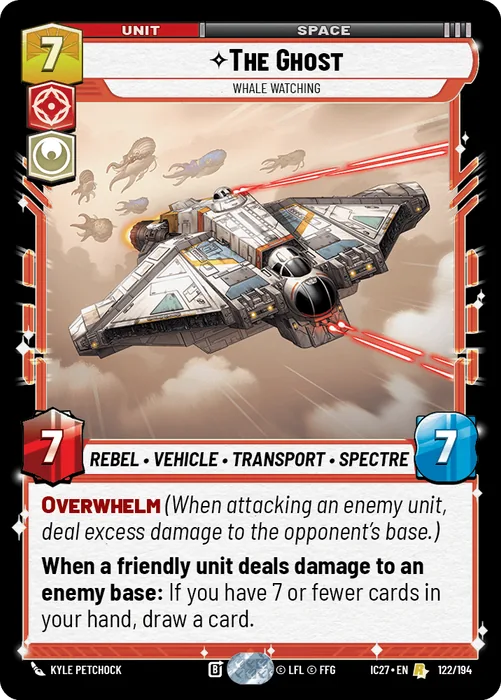 7
UNIT
SPACE
THE GHOST
WHALE WATCHING
7
REBEL • VEHICLE • TRANSPORT • SPECTRE
7
OVERWHELM (When attacking an enemy unit,
deal excess damage to the opponent's base.)
When a friendly unit deals damage to an
enemy base: If you have 7 or fewer cards in
your hand, draw a card.
KYLE PETCHOCK
B
© LFL © FFG
IC27 • EN
R
122/194